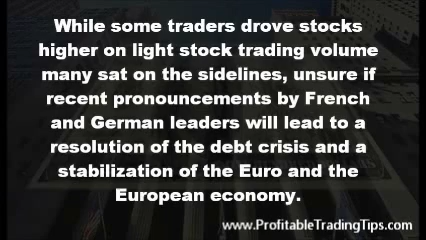 While some traders drove stocks
higher on light stock trading volume
many sat on the sidelines, unsure if
recent pronouncements by French
and German leaders will lead to a
resolution of the debt crisis and a
stabilization of the Euro and the
European economy.
www.ProfitableTradingTips.com